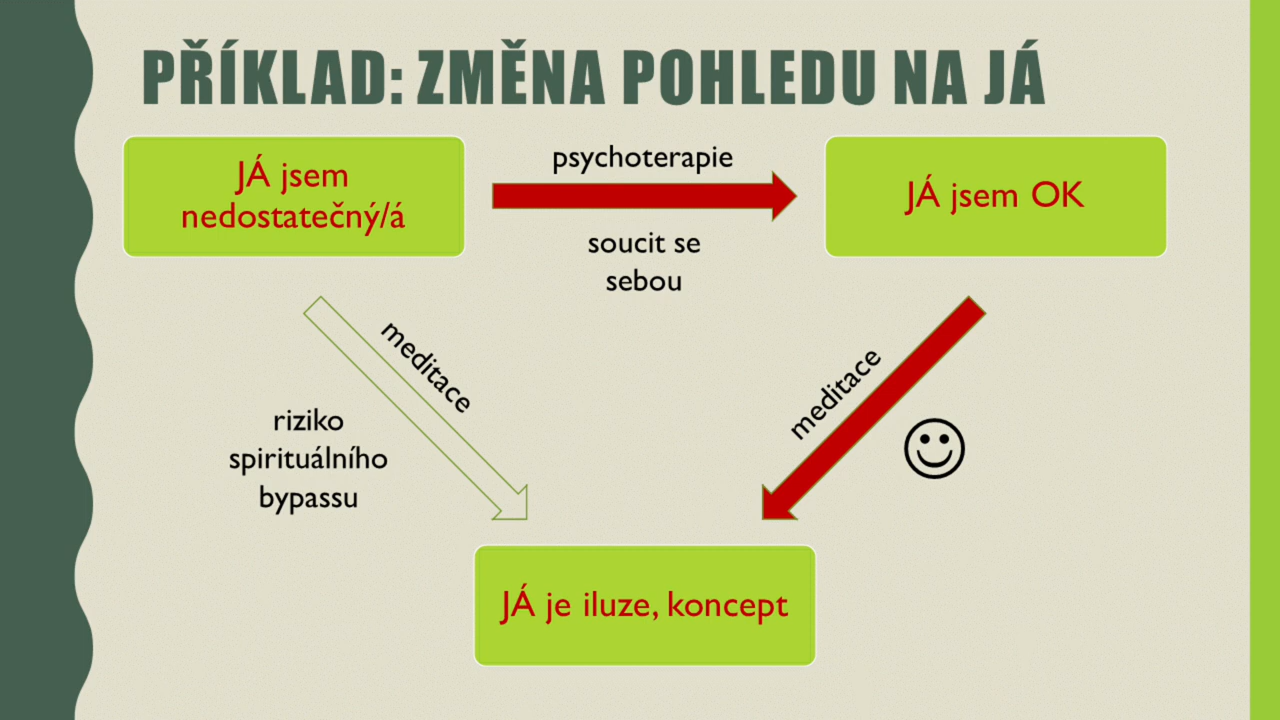 PŘÍKLAD: ZMĚNA POHLEDU NA JÁ
JÁ jsem
nedostatečný/á
psychoterapie
soucit se
sebou
JÁ jsem OK
meditace
riziko
spirituálního
bypassu
meditace
JÁ je iluze, koncept